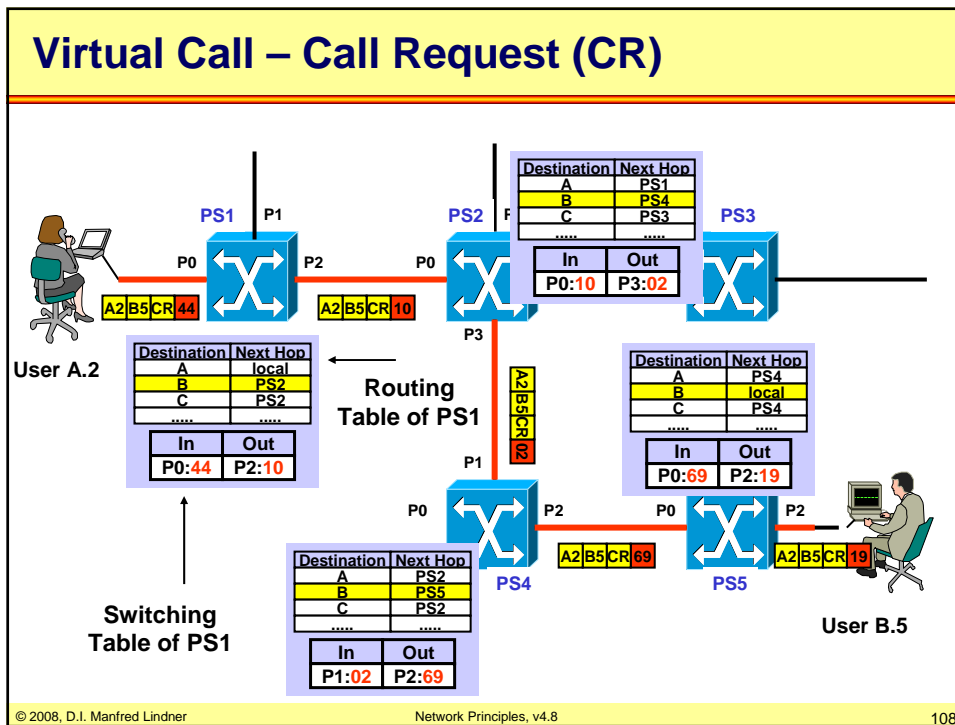 Virtual Call – Call Request (CR)
Destination Next Hop
A PS1
B PS4
C PS3
..... .....
In Out
P0:10 P3:02
PS1 P1
PS2
PS3
P0 P2 P0
A2 B5 CR 44
A2 B5 CR 10
P3
User A.2
Destination Next Hop
A local
B PS2
C PS2
..... .....
In Out
P0:44 P2:10
Routing
Table of PS1
A2 B5 CR 02
Destination Next Hop
A PS4
B local
C PS4
..... .....
In Out
P0:69 P2:19
P1
P0 P2 P0 P2
A2 B5 CR 69
A2 B5 CR 19
PS4
PS5
Destination Next Hop
A PS2
B PS5
C PS2
..... .....
In Out
P1:02 P2:69
Switching
Table of PS1
User B.5
© 2008, D.I. Manfred Lindner Network Principles, v4.8 108